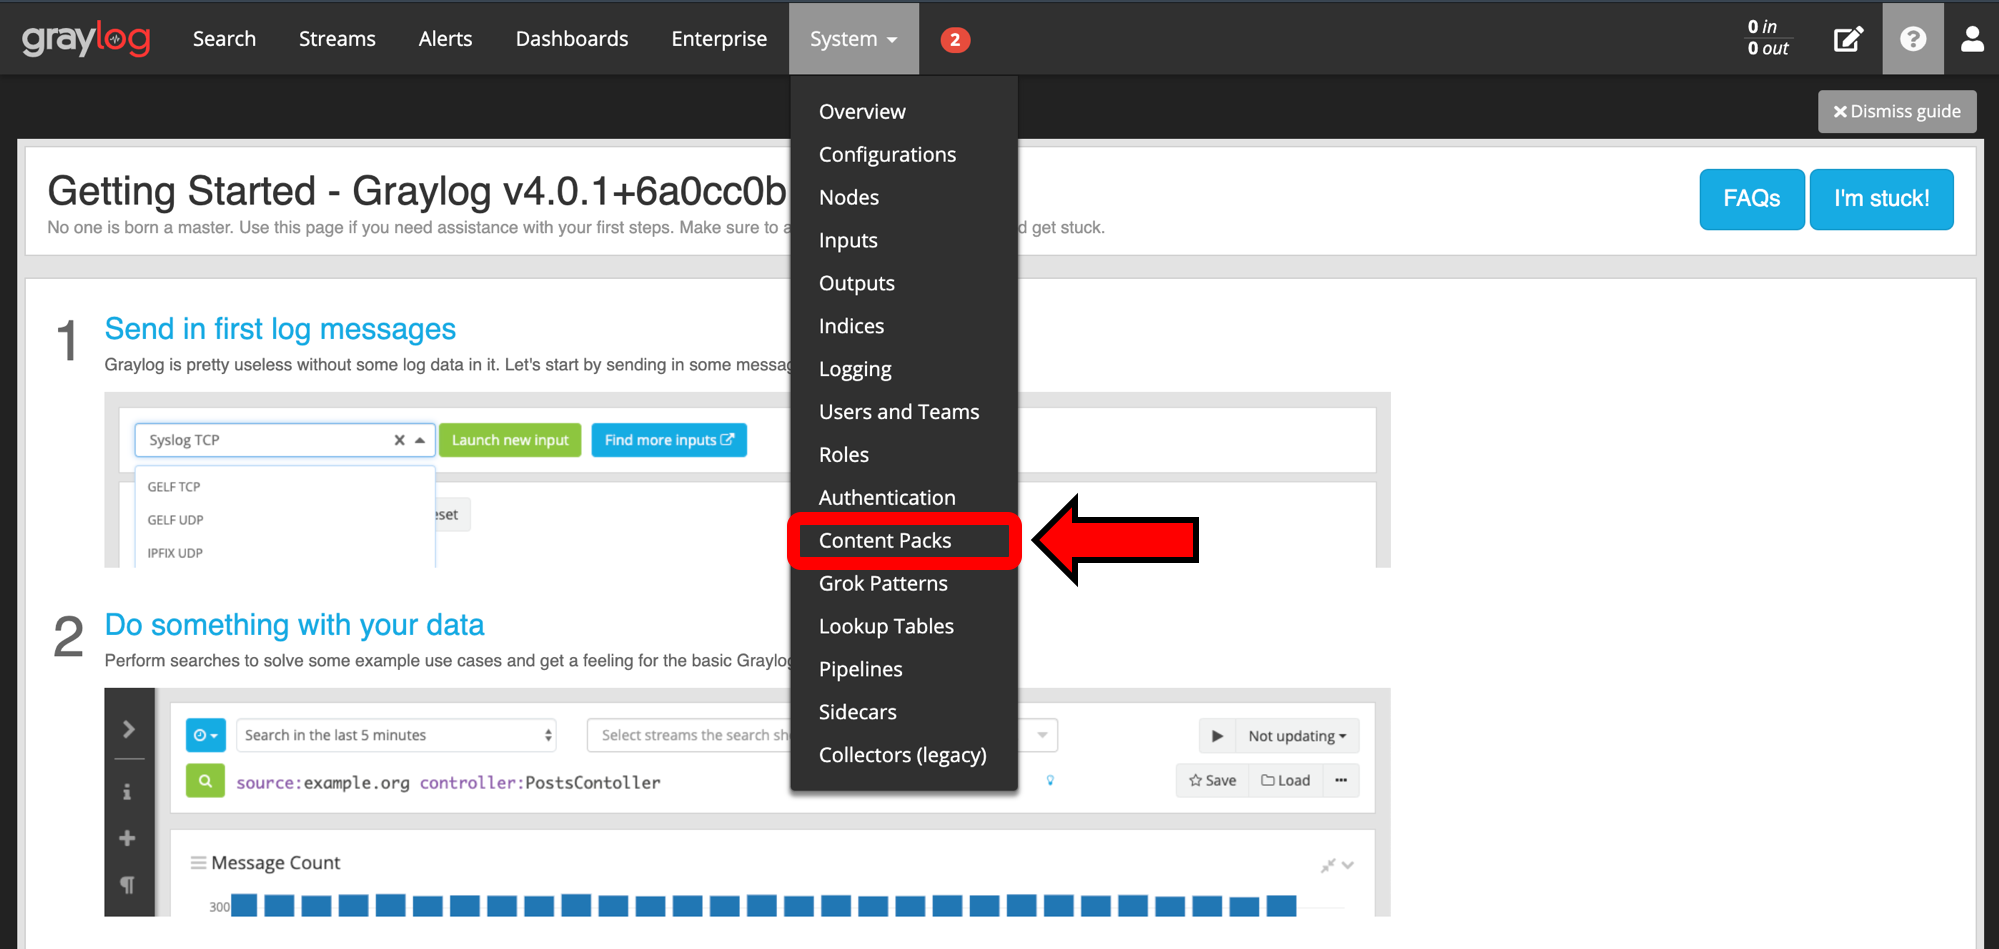 graylog Search Streams Alerts Dashboards Enterprise System 2 0 in
0 out
?
Dismiss guide
Overview
Configurations
Nodes
Inputs
Outputs
Indices
Logging
Users and Teams
Roles
Authentication
Content Packs
Grok Patterns
Lookup Tables
Pipelines
Sidecars
Collectors (legacy)
Getting Started - Graylog v4.0.1+6a0cc0b
No one is born a master. Use this page if you need assistance with your first steps. Make sure to a
d get stuck.
FAQs I'm stuck!
1 Send in first log messages
Graylog is pretty useless without some log data in it. Let's start by sending in some messag
Syslog TCP Launch new input Find more inputs
GELF TCP
eset
GELF UDP
IPFIX UDP
2 Do something with your data
Perform searches to solve some example use cases and get a feeling for the basic Graylog
Search in the last 5 minutes Select streams the search sh Not updating
source:example.org controller:PostsContoller Save Load ...
Message Count
300